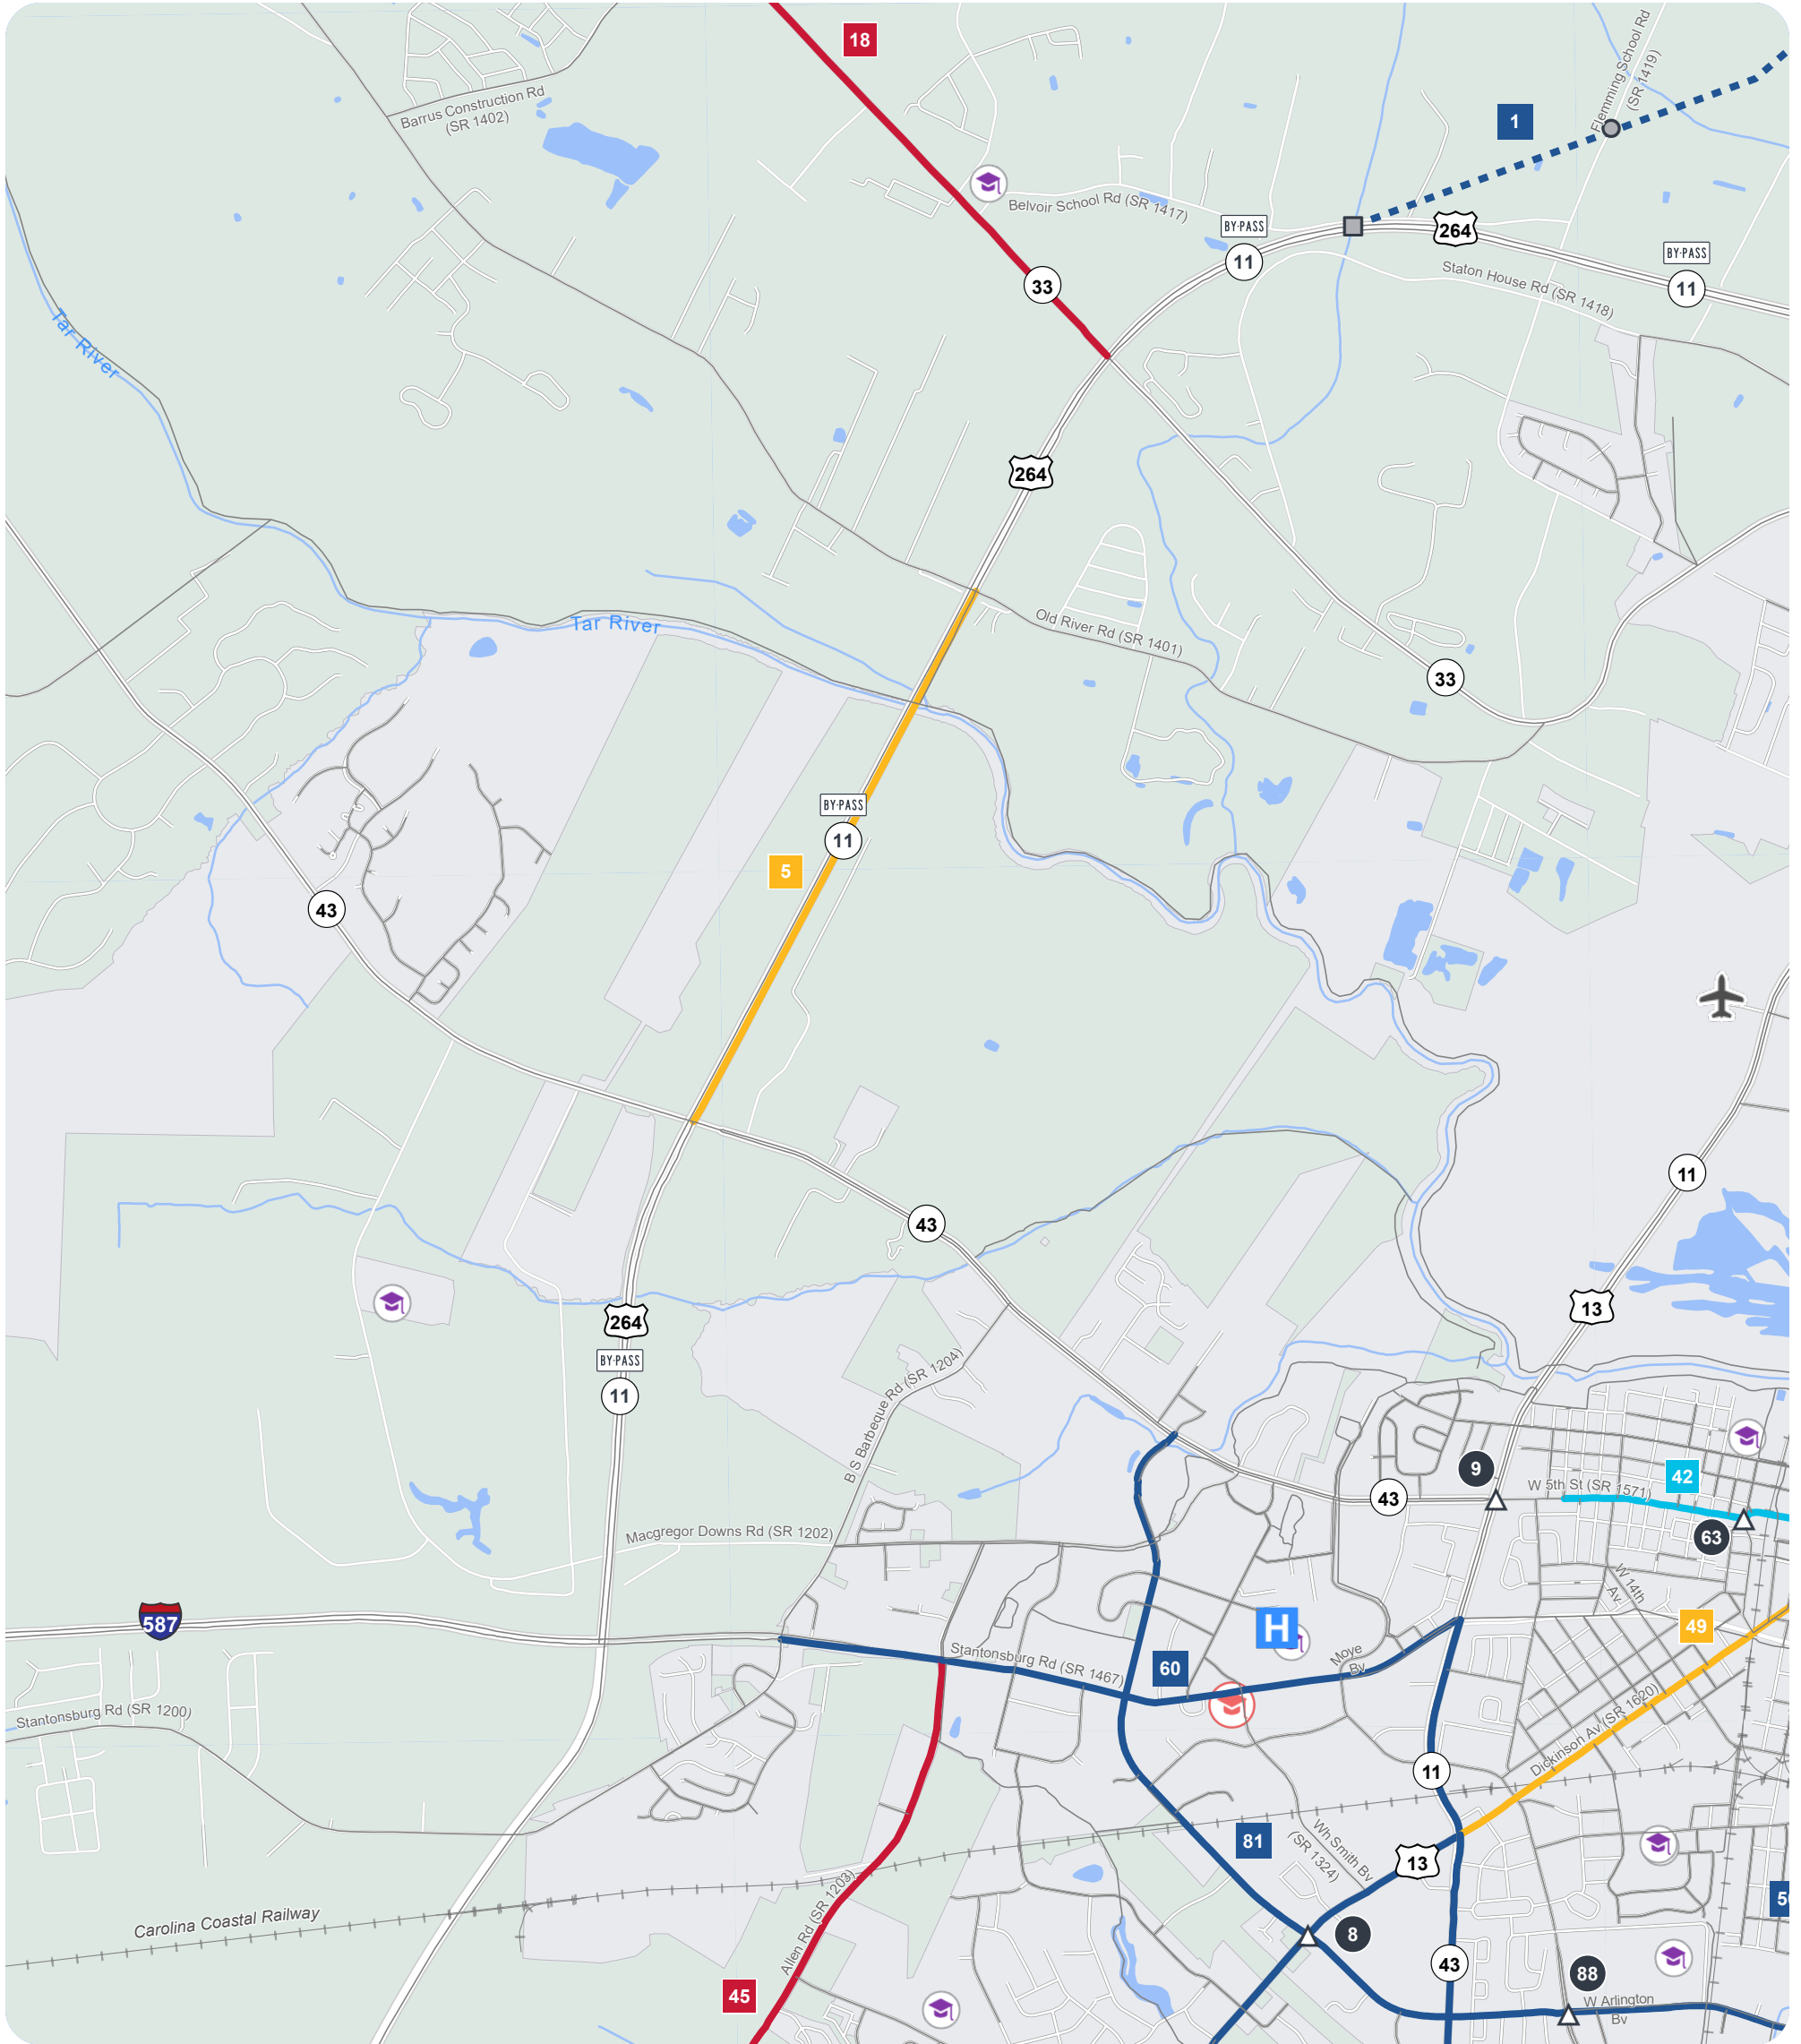 18
Flemming School Rd
(SR 1419)
Barrus Construction Rd
(SR 1402)
1
Belvoir School Rd (SR 1417)
BY-PASS
264
11
BY-PASS
Staton House Rd (SR 1418)
11
33
Tar River
264
Tar River
Old River Rd (SR 1401)
33
BY-PASS
11
5
43
11
43
13
264
BY-PASS
11
B S Barbeque Rd (SR 1204)
9
42
W 5th St (SR 1571)
43
63
Macgregor Downs Rd (SR 1202)
W 14th
Av
587
H
49
Stantonsburg Rd (SR 1467)
Moye
Bv
60
Stantonsburg Rd (SR 1200)
Dickinson Av (SR 1620)
11
81
Wh Smith Bv
(SR 1324)
13
Carolina Coastal Railway
Allen Rd (SR 1203)
8
43
88
45
W Arlington
Bv